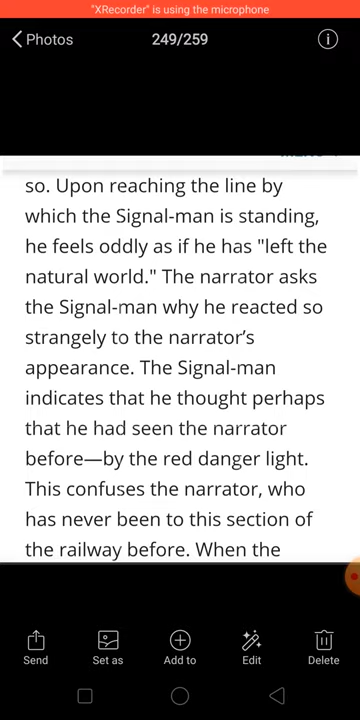 "XRecorder" is using the microphone
Photos
249/259
so. Upon reaching the line by
which the Signal-man is standing,
he feels oddly as if he has "left the
natural world." The narrator asks
the Signal-man why he reacted so
strangely to the narrator’s
appearance. The Signal-man
indicates that he thought perhaps
that he had seen the narrator
before—by the red danger light.
This confuses the narrator, who
has never been to this section of
the railway before. When the
Send Set as Add to Edit Delete